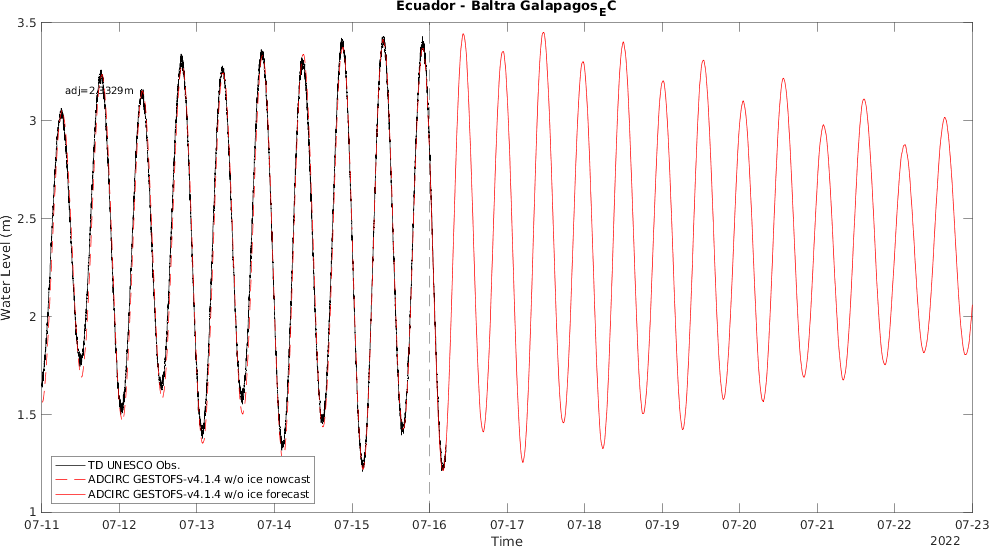 Ecuador - Baltra Galapagos_EC
3.5
3
2.5
2
1.5
1
Water Level (m)
adj=2.3329m
TD UNESCO Obs.
ADCIRC GESTOFS-v4.1.4 w/o ice nowcast
ADCIRC GESTOFS-v4.1.4 w/o ice forecast
07-11 07-12 07-13 07-14 07-15 07-16 07-17 07-18 07-19 07-20 07-21 07-22 07-23
Time
2022